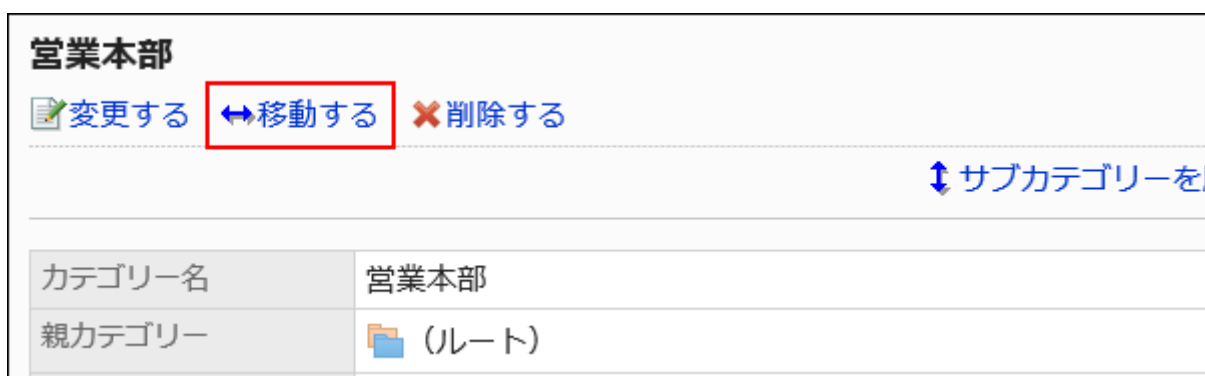 営業本部
変更する 移動する 削除する
サブカテゴリーを
カテゴリー名 営業本部
親カテゴリー (ルート)